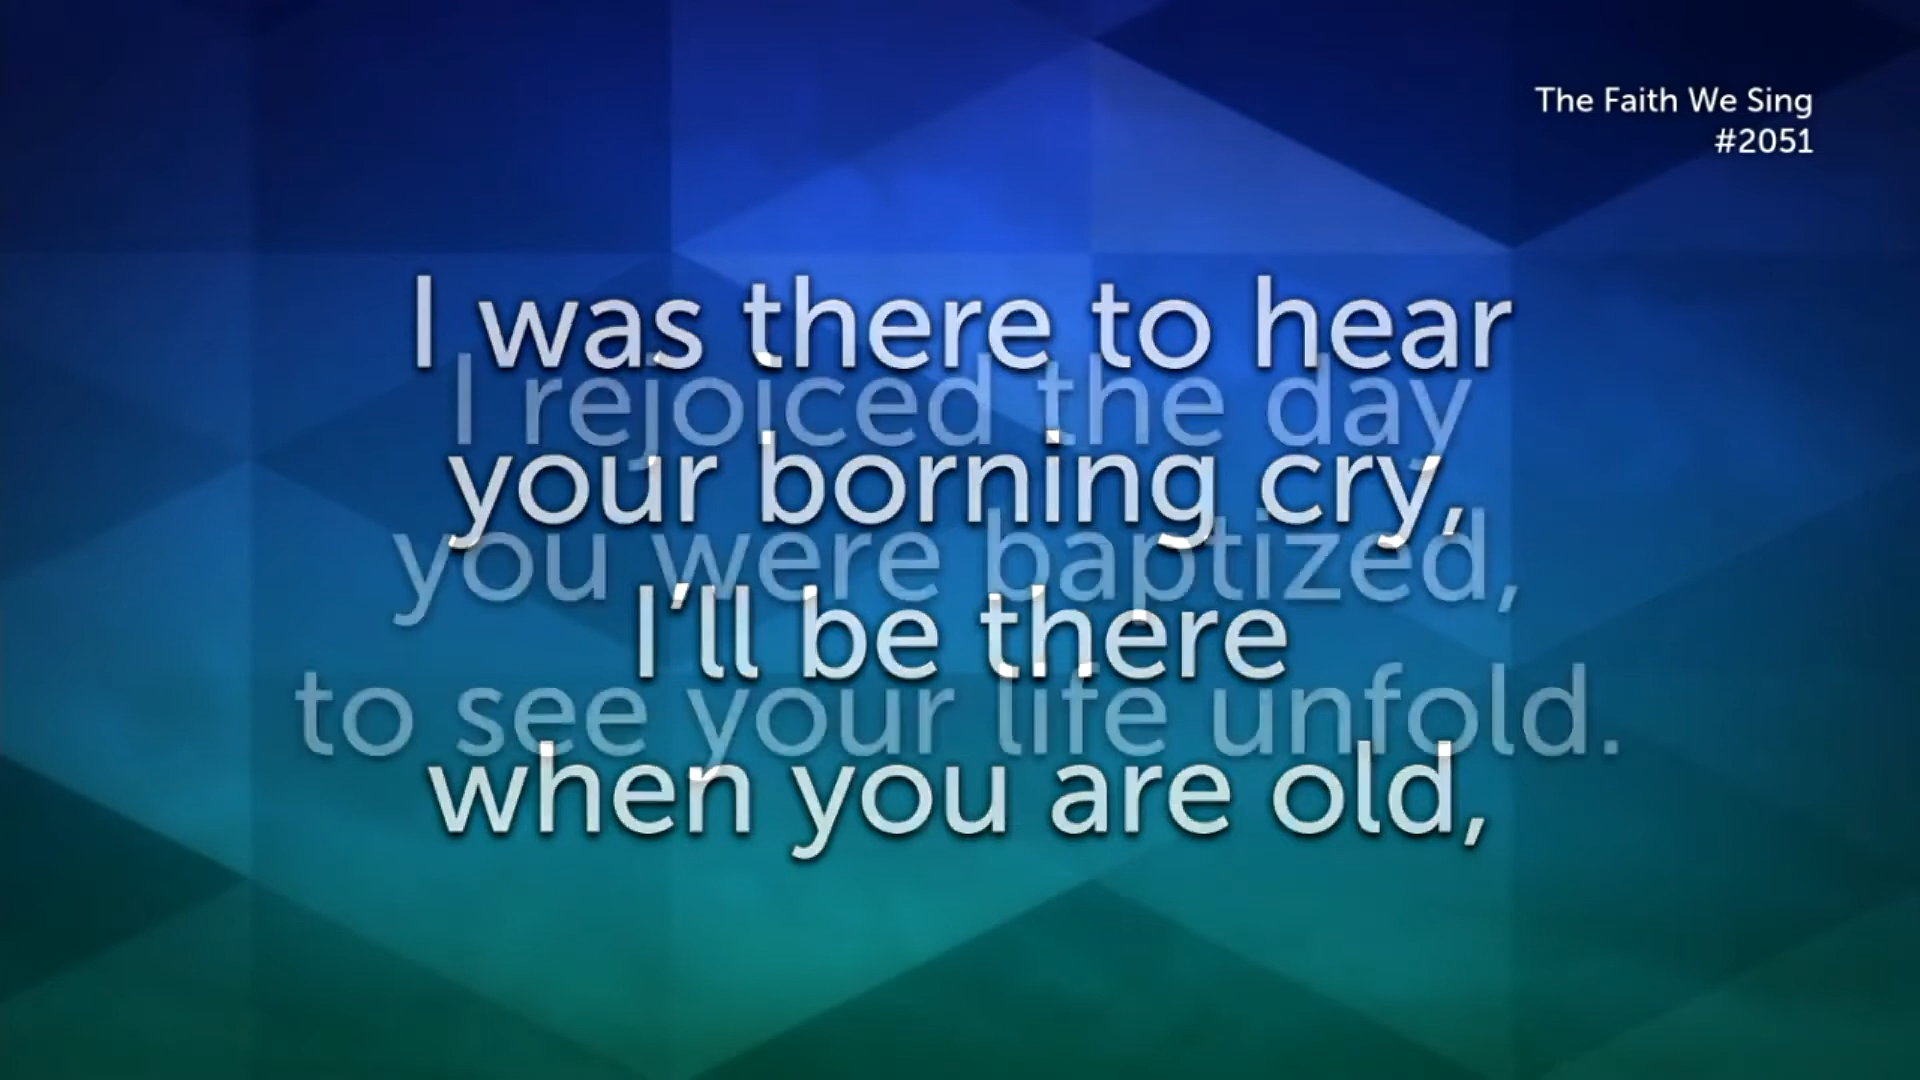 The Faith We Sing
#2051
I was there to hear
I rejoiced the day
your borning cry,
you were baptized,
I'll be there
to see your life unfold.
when you are old,